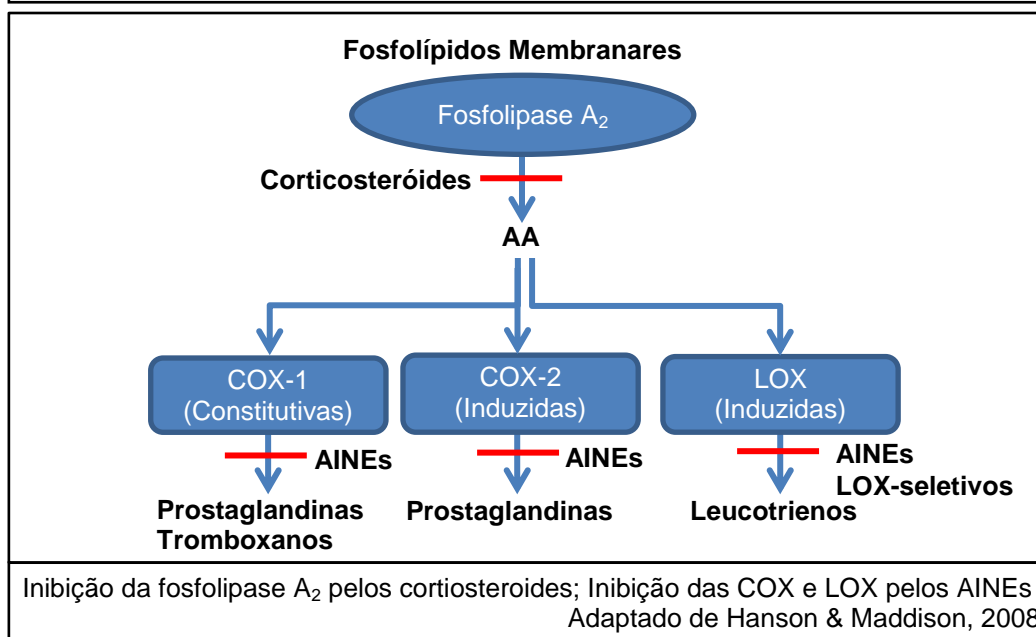 Fosfolípidos Membranares
Fosfolipase A₂
Corticosteróides
AA
COX-1
(Constitutivas)
COX-2
(Induzidas)
LOX
(Induzidas)
AINEs
AINEs
AINEs
LOX-seletivos
Prostaglandinas
Tromboxanos
Prostaglandinas
Leucotrienos
Inibição da fosfolipase A₂ pelos cortiosteroides; Inibição das COX e LOX pelos AINEs
Adaptado de Hanson & Maddison, 2008